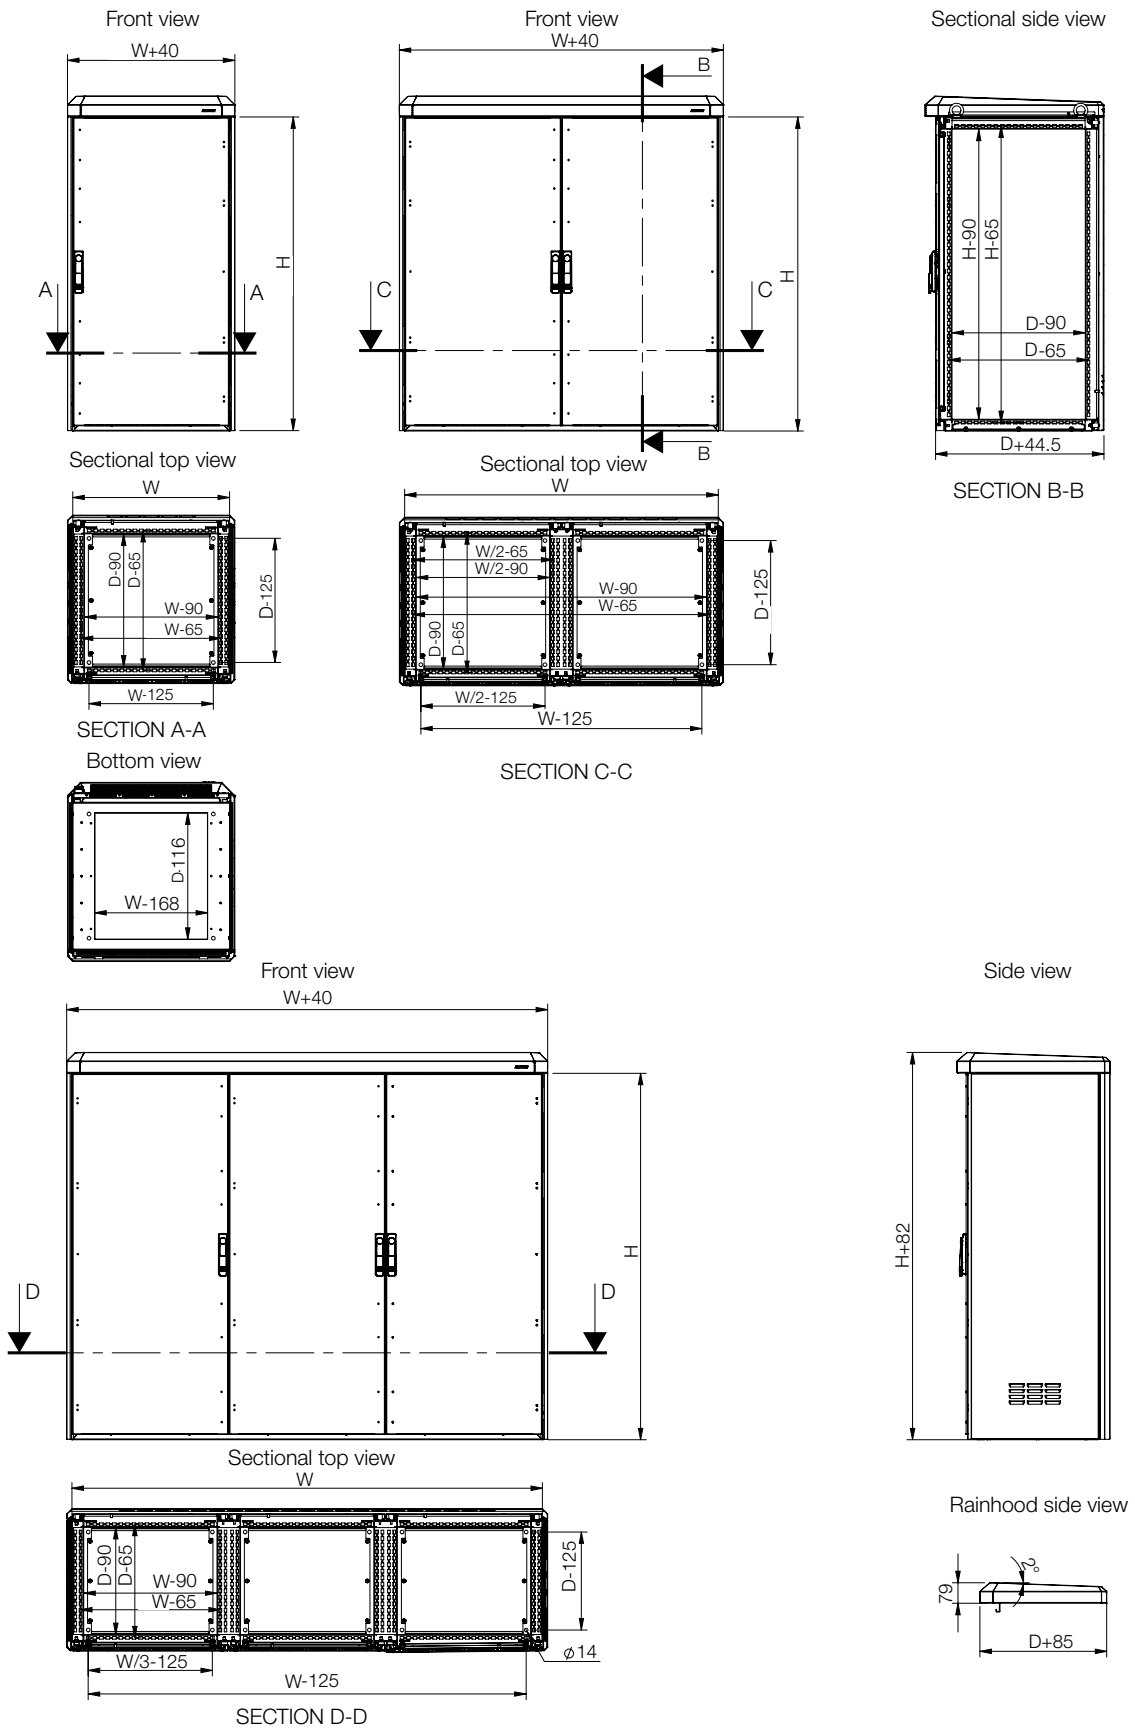 Front view
W+40
H
A
A
Front view
W+40
B
H
C
C
B
Sectional side view
H-90
H-65
D-90
D-65
D+44.5
SECTION B-B
Sectional top view
W
D-90
D-65
D-125
W-90
W-65
W-125
SECTION A-A
Sectional top view
W
W/2-65
W/2-90
W-90
W-65
D-90
D-65
D-125
W/2-125
W-125
SECTION C-C
Bottom view
D-116
W-168
Front view
W+40
H
D
D
Side view
H+82
Sectional top view
W
D-90
D-65
W-90
W-65
D-125
W/3-125
ϕ14
W-125
SECTION D-D
Rainhood side view
2°
79
D+85